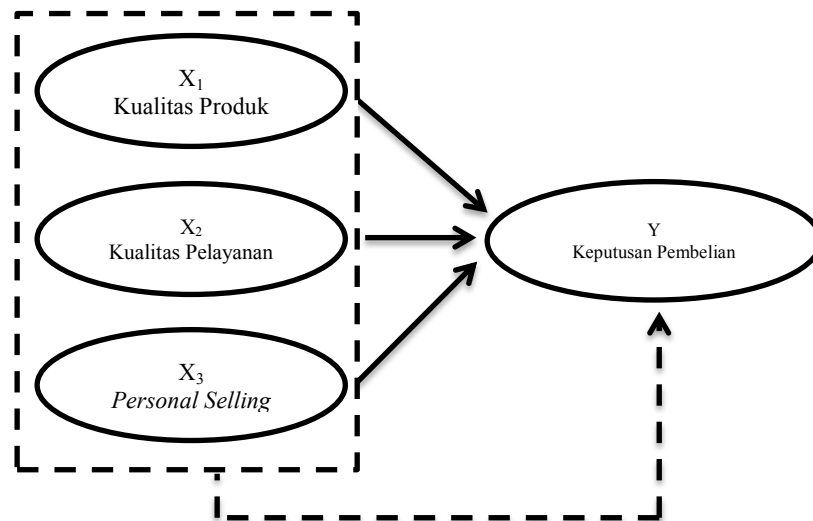 X₁
Kualitas Produk
X₂
Kualitas Pelayanan
X₃
Personal Selling
Y
Keputusan Pembelian